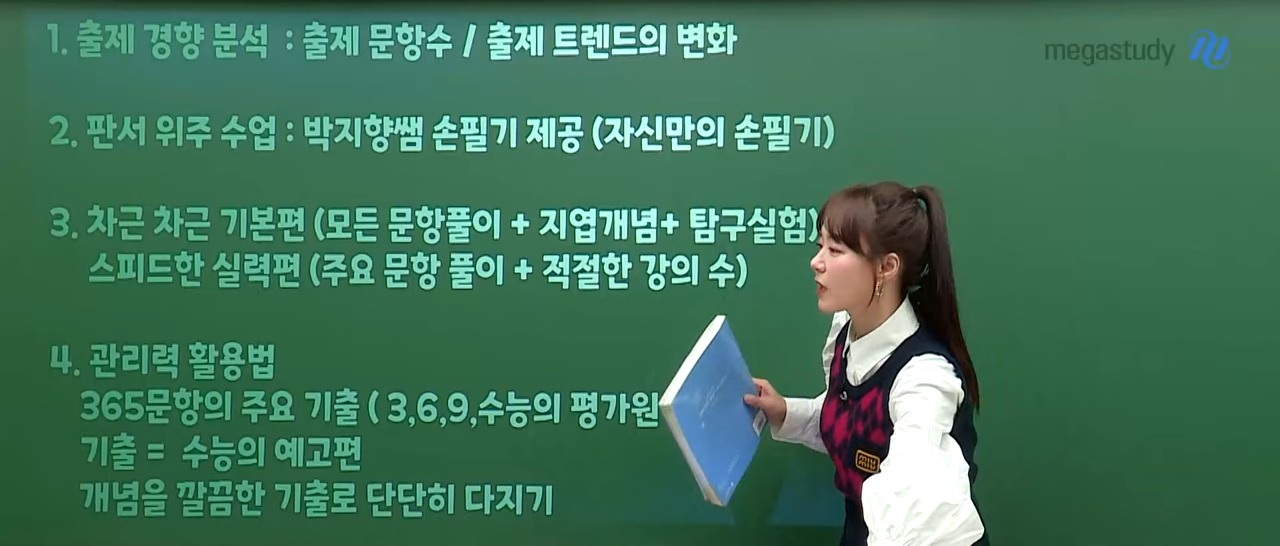 1. 출제 경향 분석 : 출제 문항수 / 출제 트렌드의 변화
megastudy
2. 판서 위주 수업 : 박지향쌤 손필기 제공 (자신만의 손필기)
3. 차근 차근 기본편 (모든 문항풀이 + 지엽개념+ 탐구실험)
스피드한 실력편 (주요 문항 풀이 + 적절한 강의 수)
4. 관리력 활용법
365문항의 주요 기출 ( 3,6,9,수능의 평가원
기출 = 수능의 예고편
개념을 깔끔한 기출로 단단히 다지기